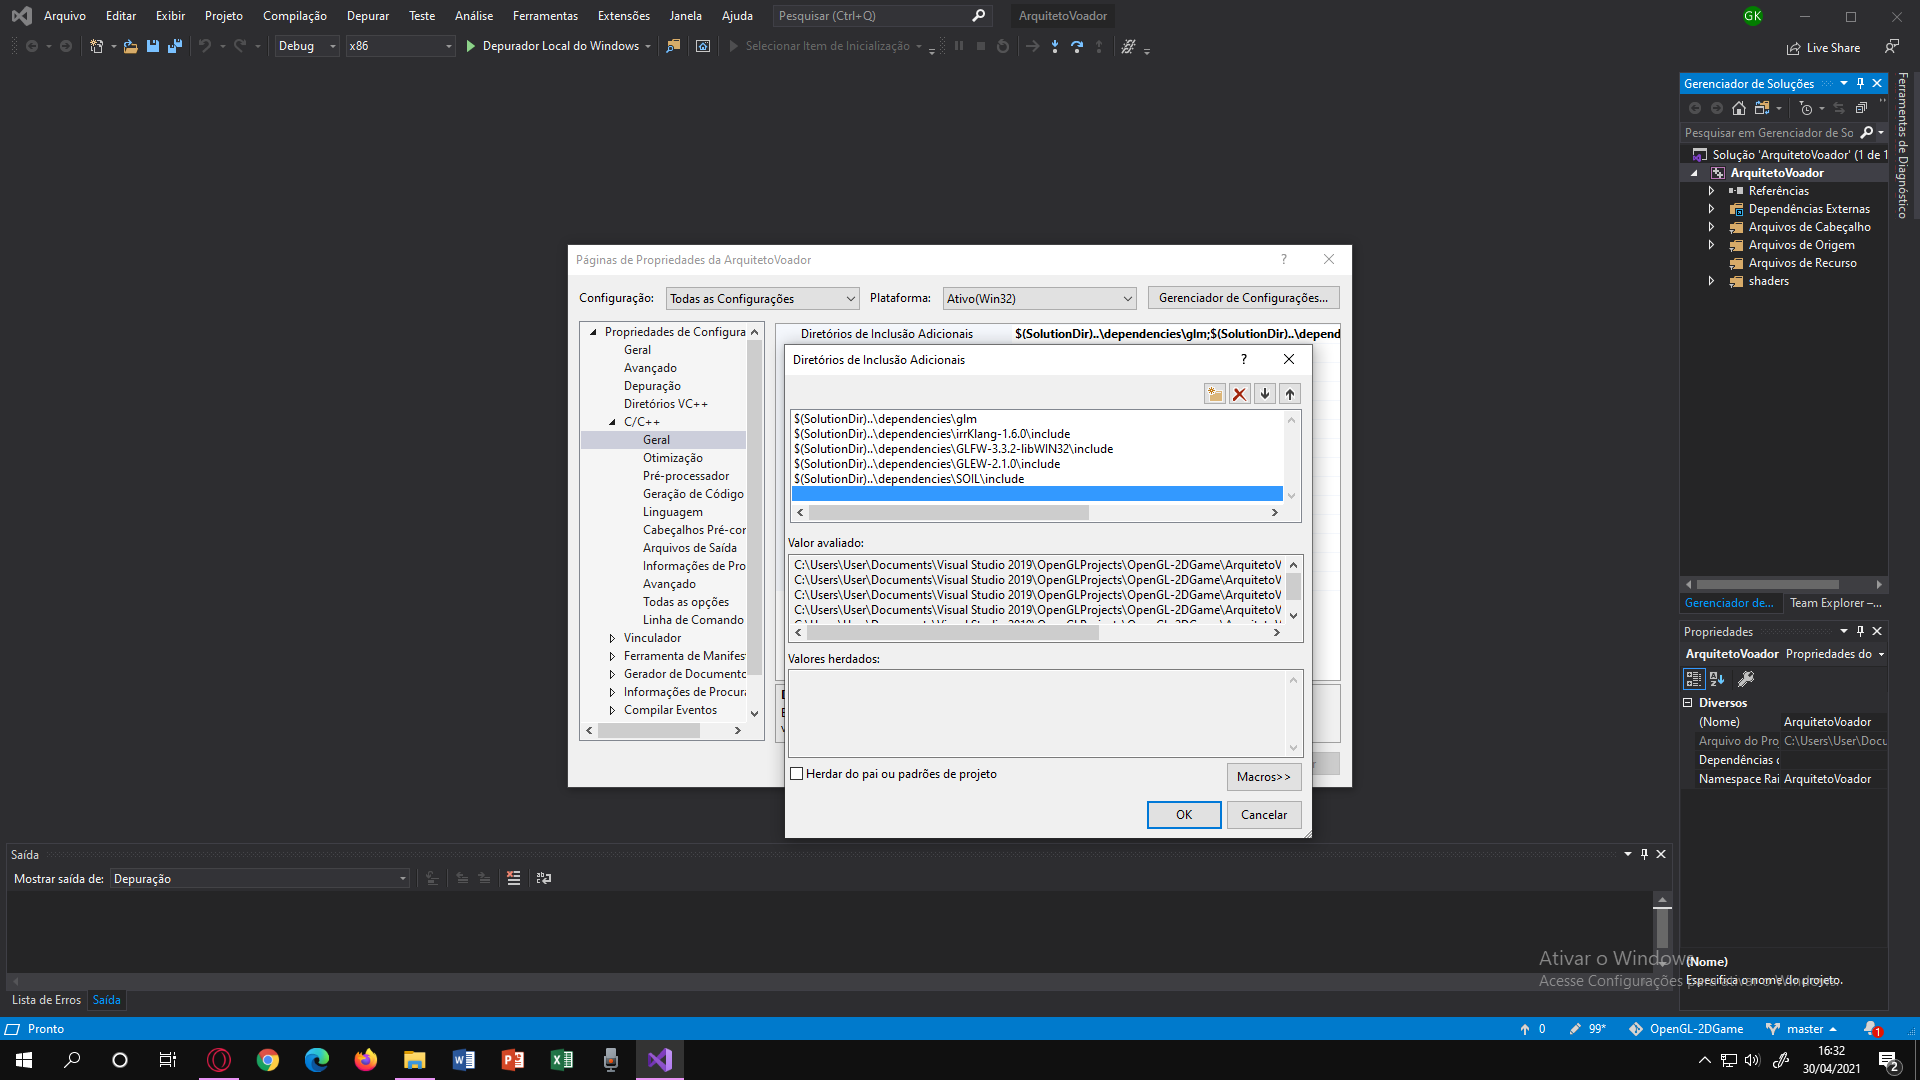 Arquivo Editar Exibir Projeto Compilação Depurar Teste Análise Ferramentas Extensões Janela Ajuda Pesquisar (Ctrl+Q) ArquitetoVoador GK
Debug x86 Depurador Local do Windows Selecionar Item de Inicialização Live Share
Gerenciador de Soluções
Pesquisar em Gerenciador de So
Solução 'ArquitetoVoador' (1 de 1
ArquitetoVoador
Referências
Dependências Externas
Arquivos de Cabeçalho
Arquivos de Origem
Arquivos de Recurso
shaders
Ferramentas de Diagnóstico
Gerenciador de... Team Explorer –...
Propriedades
ArquitetoVoador Propriedades do
Diversos
(Nome) ArquitetoVoador
Arquivo do Pro C:\Users\User\Docu
Dependências
Namespace Rai ArquitetoVoador
(Nome)
Especifica o nome do projeto.
Páginas de Propriedades da ArquitetoVoador ?
Configuração: Todas as Configurações Plataforma: Ativo(Win32) Gerenciador de Configurações...
Propriedades de Configura
Geral
Avançado
Depuração
Diretórios VC++
C/C++
Geral
Otimização
Pré-processador
Geração de Código
Linguagem
Cabeçalhos Pré-cor
Arquivos de Saída
Informações de Pro
Avançado
Todas as opções
Linha de Comando
Vinculador
Ferramenta de Manifes
Gerador de Documento
Informações de Procura
Compilar Eventos
Diretórios de Inclusão Adicionais $(SolutionDir)..\dependencies\glm;$(SolutionDir)..\depend
Diretórios de Inclusão Adicionais ?
$(SolutionDir)..\dependencies\glm
$(SolutionDir)..\dependencies\irrKlang-1.6.0\include
$(SolutionDir)..\dependencies\GLFW-3.3.2-libWIN32\include
$(SolutionDir)..\dependencies\GLEW-2.1.0\include
$(SolutionDir)..\dependencies\SOIL\include
Valor avaliado:
C:\Users\User\Documents\Visual Studio 2019\OpenGLProjects\OpenGL-2DGame\ArquitetoV
C:\Users\User\Documents\Visual Studio 2019\OpenGLProjects\OpenGL-2DGame\ArquitetoV
C:\Users\User\Documents\Visual Studio 2019\OpenGLProjects\OpenGL-2DGame\ArquitetoV
C:\Users\User\Documents\Visual Studio 2019\OpenGLProjects\OpenGL-2DGame\ArquitetoV
Valores herdados:
Herdar do pai ou padrões de projeto
Macros>>
OK Cancelar
Saída
Mostrar saída de: Depuração
Ativar o Windows
Acesse Configurações para ativar o Windows.
Lista de Erros Saída
Pronto 0 99* OpenGL-2DGame master 1
16:32
30/04/2021
2